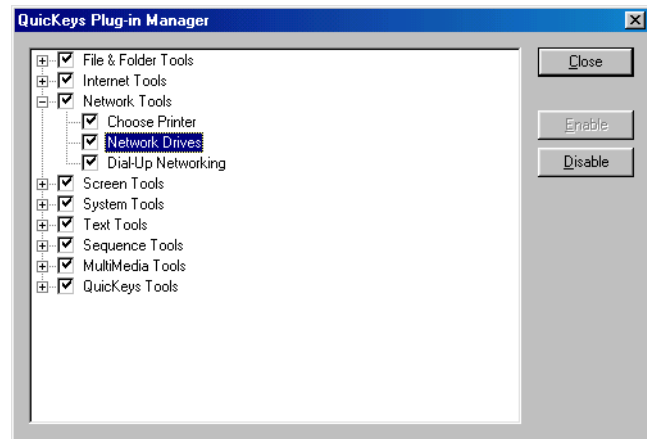 QuicKeys Plug-in Manager
File & Folder Tools
Internet Tools
Network Tools
Choose Printer
Network Drives
Dial-Up Networking
Screen Tools
System Tools
Text Tools
Sequence Tools
MultiMedia Tools
QuicKeys Tools
Close
Enable
Disable